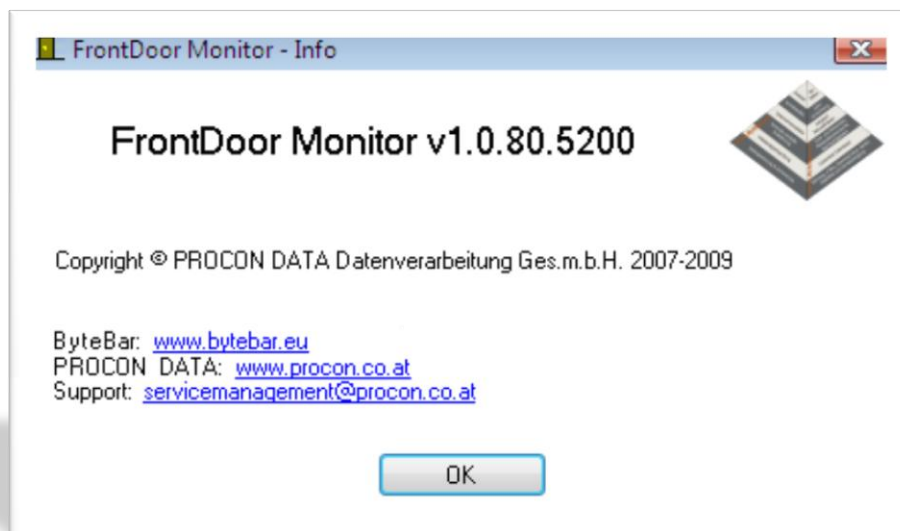 FrontDoor Monitor - Info
FrontDoor Monitor v1.0.80.5200
Copyright © PROCON DATA Datenverarbeitung Ges.m.b.H. 2007-2009
ByteBar: www.bytebar.eu
PROCON DATA: www.procon.co.at
Support: servicemanagement@procon.co.at
OK